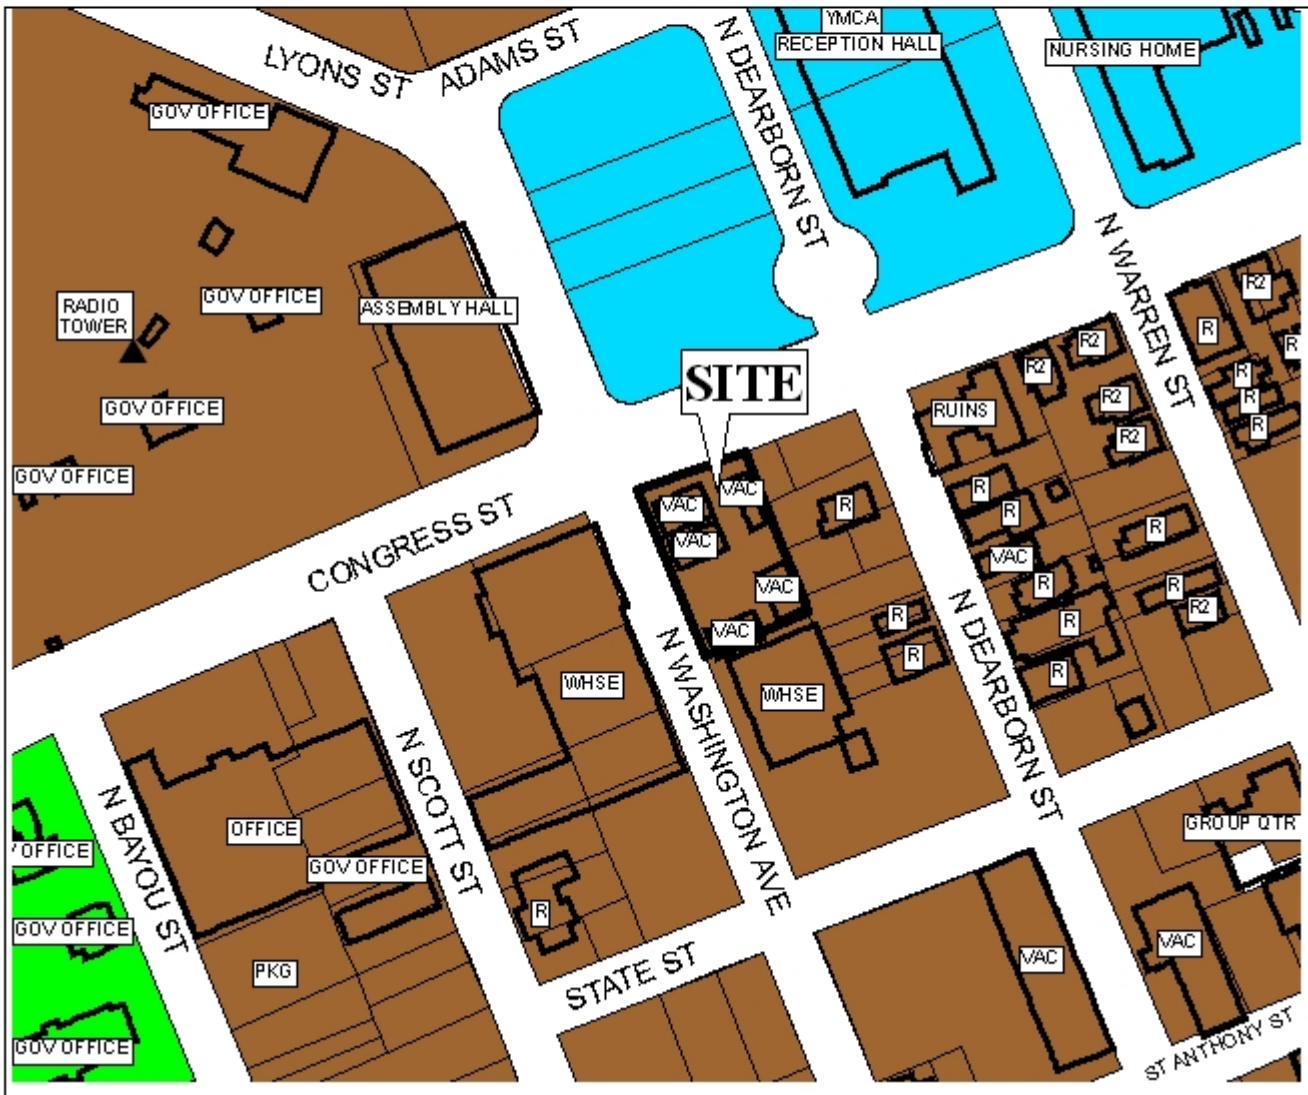 YMCA
RECEPTION HALL
NURSING HOME
LYONS ST
ADAMS ST
N DEARBORN ST
GOV OFFICE
N WARREN ST
RADIO
TOWER
GOV OFFICE
ASSEMBLY HALL
R2
R
R
R2
R2
R
R
R
SITE
RUINS
R2
R2
GOV OFFICE
GOV OFFICE
CONGRESS ST
VAC
VAC
VAC
VAC
VAC
R
R
R
R
R
VAC
R
R
R
R
R
R2
R
R
N DEARBORN ST
WHSE
WHSE
N WASHINGTON AVE
N SCOTT ST
N BAYOU ST
OFFICE
GOV OFFICE
OFFICE
GOV OFFICE
PKG
R
GROUP QTR
VAC
VAC
STATE ST
GOV OFFICE
ST ANTHONY ST